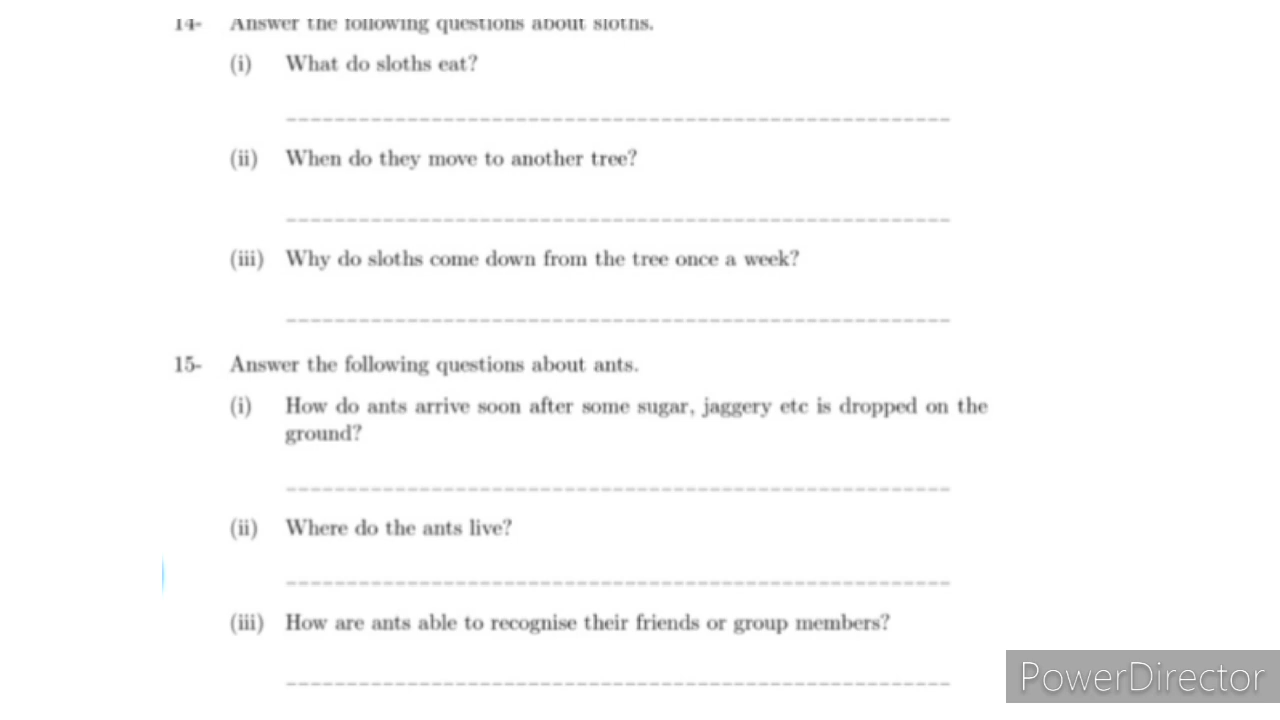 14- Answer the following questions about sloths.
(i) What do sloths eat?
(ii) When do they move to another tree?
(iii) Why do sloths come down from the tree once a week?
15- Answer the following questions about ants.
(i) How do ants arrive soon after some sugar, jaggery etc is dropped on the
ground?
(ii) Where do the ants live?
(iii) How are ants able to recognise their friends or group members?
PowerDirector